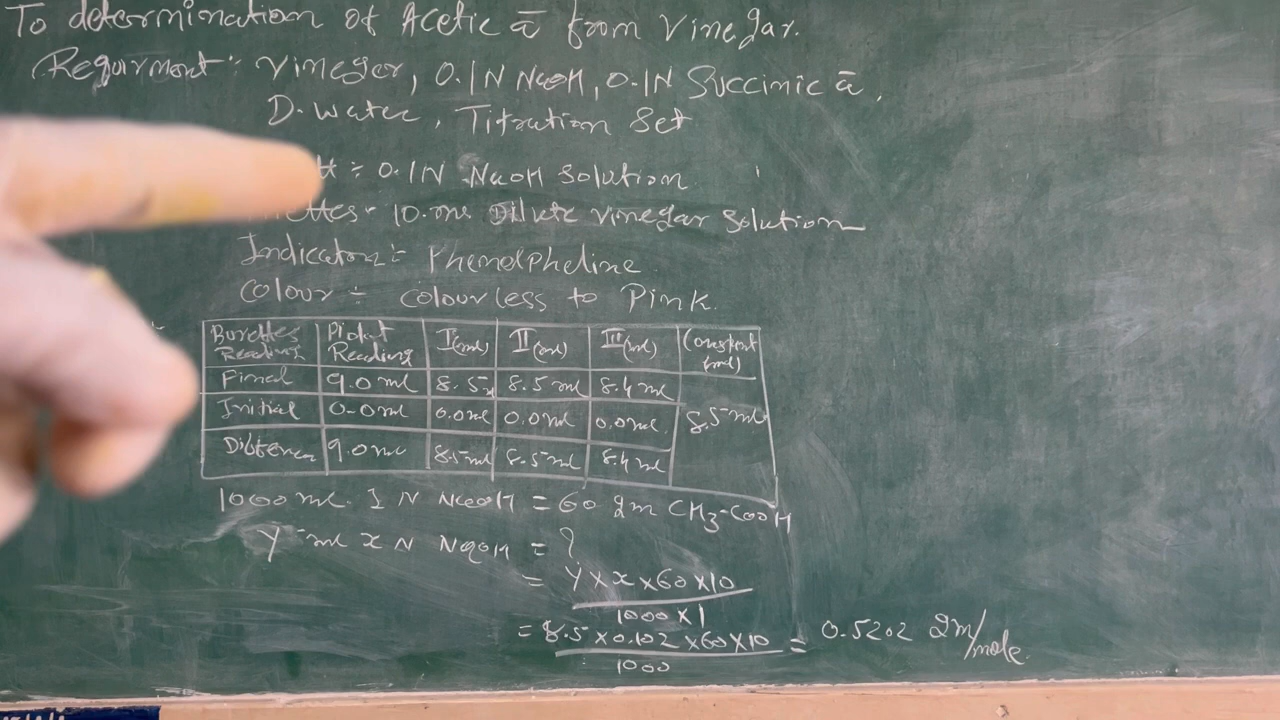 To determination of Acetic ā from Vinegar.
Requirment: Vinegar, 0.1N NaOH, 0.1N Succinic ā,
D. Water, Titration Set
÷ 0.1N NaOH Solution
10.ml Dilute vinegar Solution
Indicator:- Phenolpheline
Colour ÷ colourless to Pink.
Burettes Reading | Pidot Reading | I(ml) | II(ml) | III(ml) | Constant (ml)
Final | 9.0 ml | 8.5 | 8.5 ml | 8.4 ml
Initial | 0.0 ml | 0.0 ml | 0.0 ml | 0.0 ml | 8.5 ml
9.0 ml | 8.5 ml | 8.5 ml | 8.4 ml
1000 ml. 1 N NaOH = 60 gm CH3-COOH
Y ml x N NaOH = ?
= Y × x × 60 × 10
1000 × 1
= 8.5 × 0.102 × 60 × 10 = 0.5202 gm/mole
1000